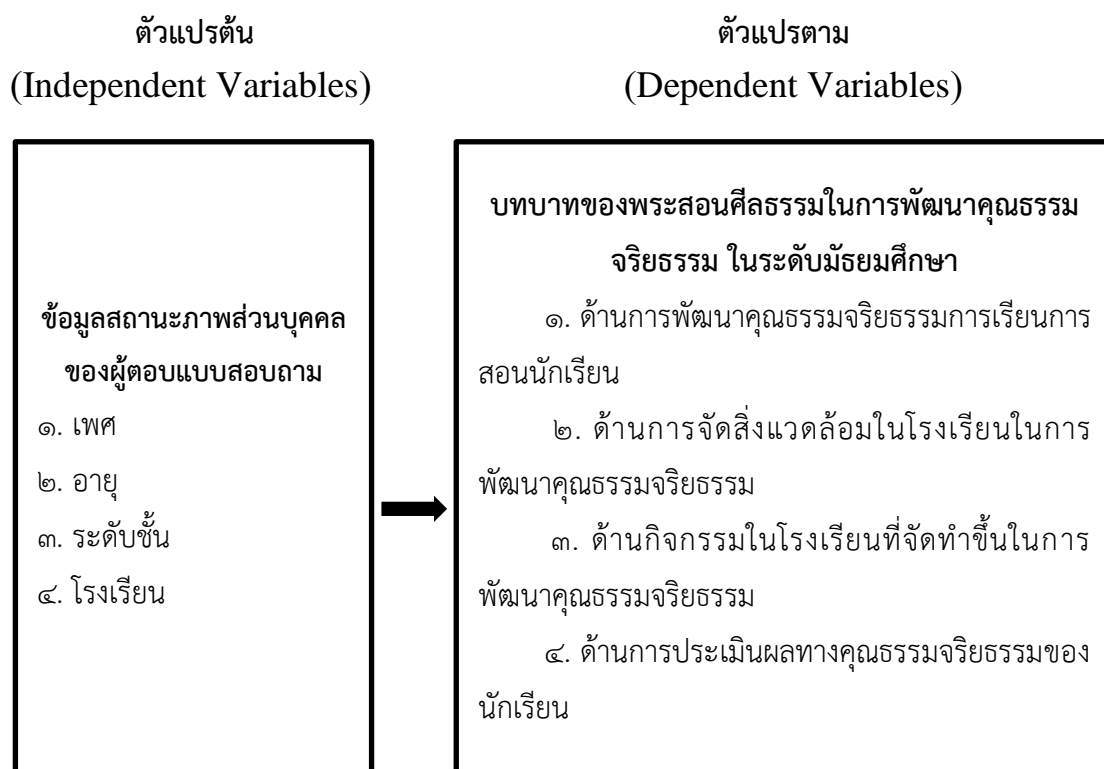 ตัวแปรต้น
(Independent Variables)
ข้อมูลสถานะภาพส่วนบุคคล
ของผู้ตอบแบบสอบถาม
๑. เพศ
๒. อายุ
๓. ระดับชั้น
๔. โรงเรียน
ตัวแปรตาม
(Dependent Variables)
บทบาทของพระสอนศีลธรรมในการพัฒนาคุณธรรม
จริยธรรม ในระดับมัธยมศึกษา
๑. ด้านการพัฒนาคุณธรรมจริยธรรมการเรียนการ
สอนนักเรียน
๒. ด้านการจัดสิ่งแวดล้อมในโรงเรียนในการ
พัฒนาคุณธรรมจริยธรรม
๓. ด้านกิจกรรมในโรงเรียนที่จัดทำขึ้นในการ
พัฒนาคุณธรรมจริยธรรม
๔. ด้านการประเมินผลทางคุณธรรมจริยธรรมของ
นักเรียน